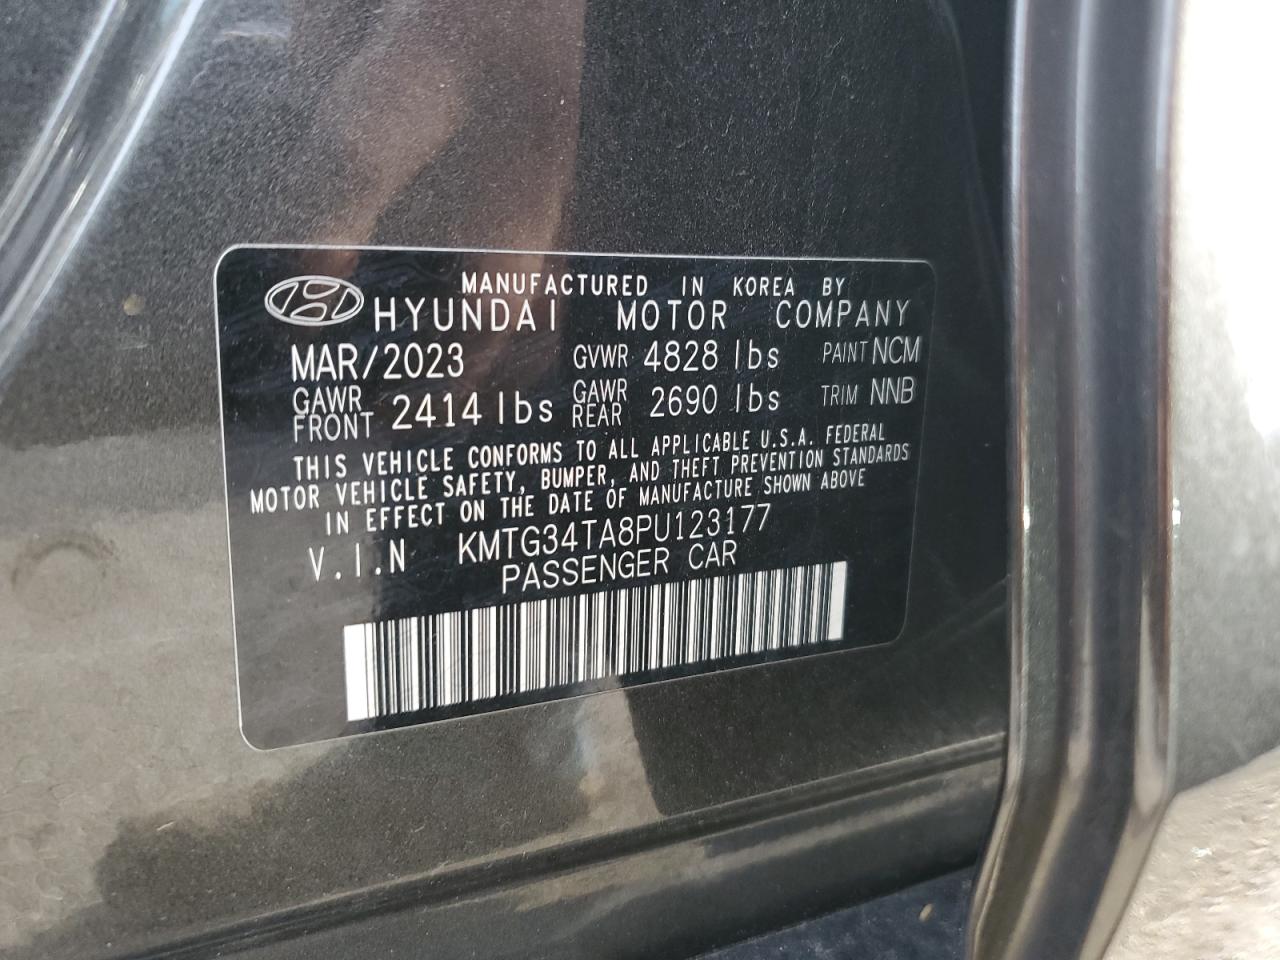 MANUFACTURED IN KOREA BY
HYUNDAI MOTOR COMPANY
MAR/2023 GVWR 4828 lbs PAINT NCM
GAWR FRONT 2414 lbs GAWR REAR 2690 lbs TRIM NNB
THIS VEHICLE CONFORMS TO ALL APPLICABLE U.S.A. FEDERAL
MOTOR VEHICLE SAFETY, BUMPER, AND THEFT PREVENTION STANDARDS
IN EFFECT ON THE DATE OF MANUFACTURE SHOWN ABOVE
V.I.N KMTG34TA8PU123177
PASSENGER CAR